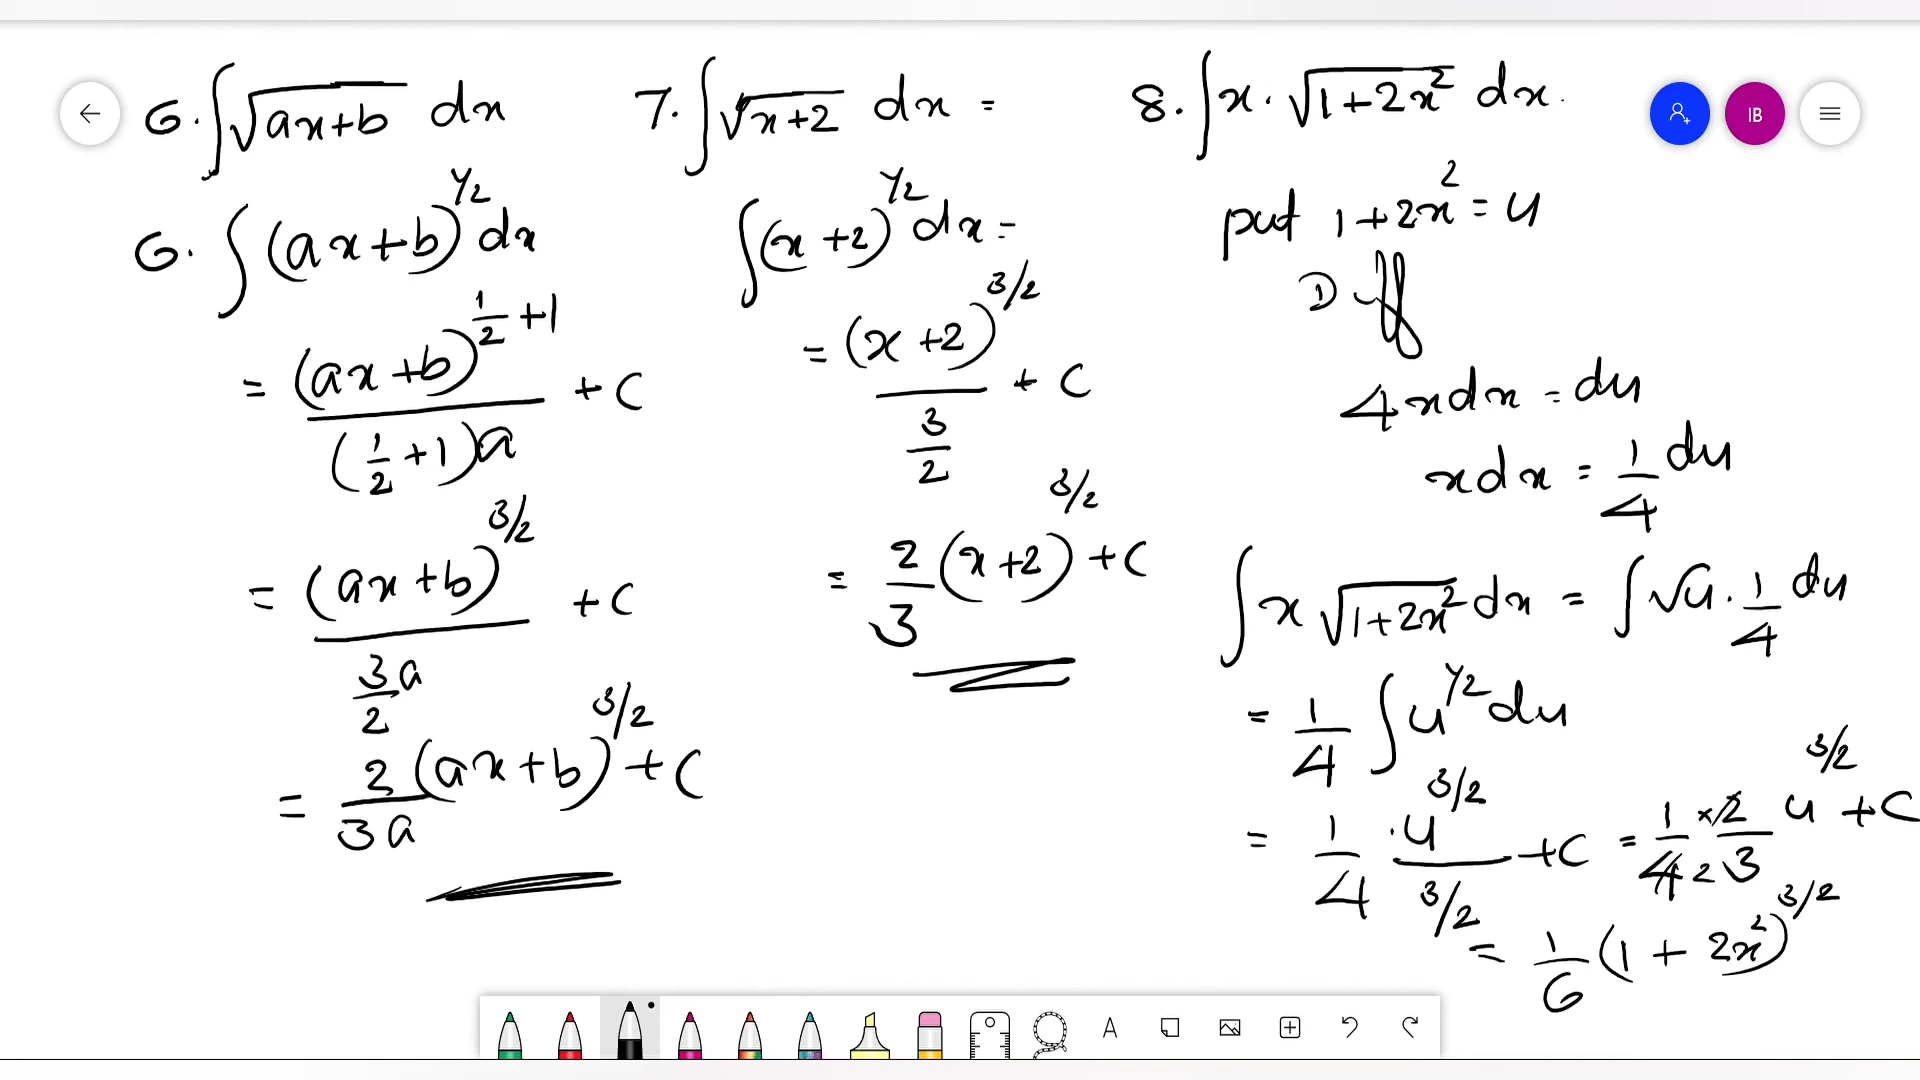 6. ∫√(ax+b) dx
6. ∫(ax+b)^1/2 dx
= (ax+b)^(1/2 +1) / (1/2 +1)a + C
= (ax+b)^3/2 / (3/2 a) + C
= 2/3a (ax+b)^3/2 + C
7. ∫√(x+2) dx =
∫(x+2)^1/2 dx =
= (x+2)^3/2 / (3/2) + C
= 2/3 (x+2)^3/2 + C
8. ∫x. √(1+2x²) dx.
put 1+2x² = u
Diff
4xdx = du
xdx = 1/4 du
∫x √(1+2x²) dx = ∫√u . 1/4 du
= 1/4 ∫u^1/2 du
= 1/4 . u^3/2 / (3/2) + C = 1/4 × 2/3 u^3/2 + C
2
= 1/6 (1 + 2x²)^3/2
IB
A